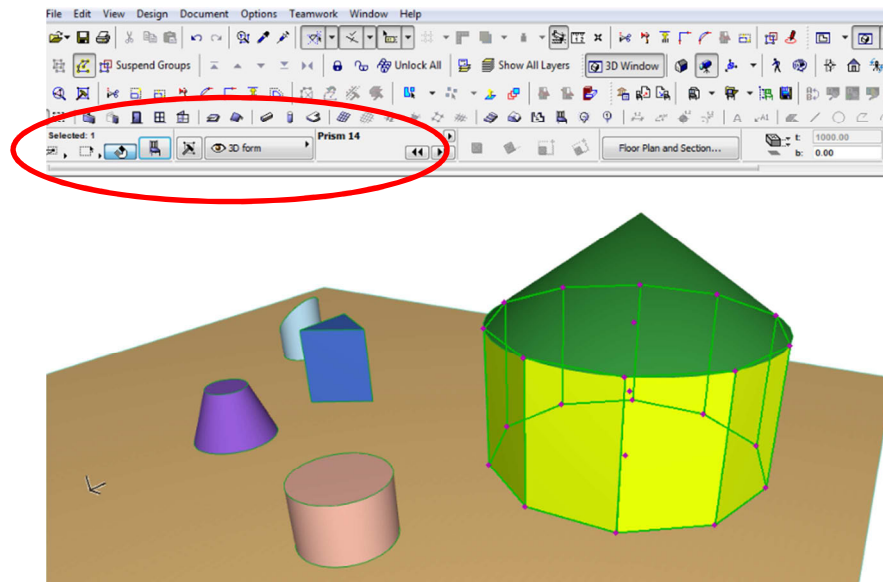 File Edit View Design Document Options Teamwork Window Help
Suspend Groups Unlock All Show All Layers 3D Window
Selected: 1
3D form
Prism 14
Floor Plan and Section...
t: 1000.00
b: 0.00